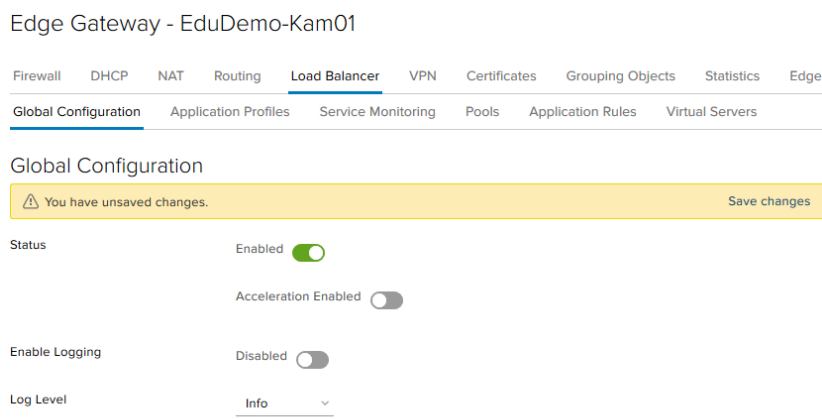 Edge Gateway - EduDemo-Kam01
Firewall DHCP NAT Routing Load Balancer VPN Certificates Grouping Objects Statistics Edge
Global Configuration Application Profiles Service Monitoring Pools Application Rules Virtual Servers
Global Configuration
You have unsaved changes. Save changes
Status Enabled
Acceleration Enabled
Enable Logging Disabled
Log Level Info